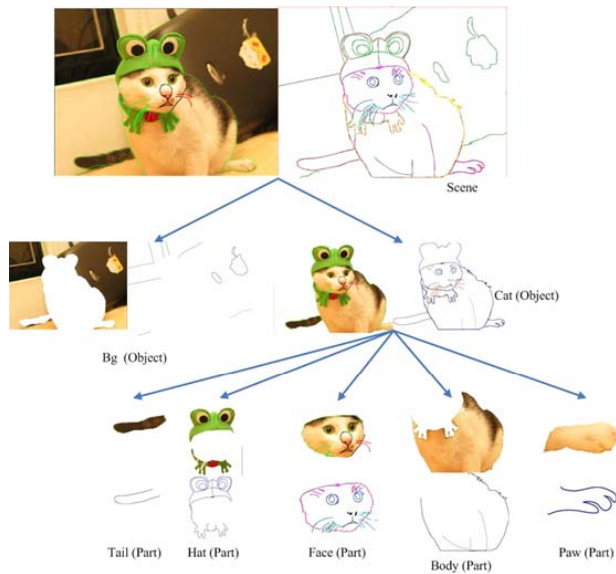 Scene
Cat (Object)
Bg (Object)
Tail (Part)
Hat (Part)
Face (Part)
Body (Part)
Paw (Part)